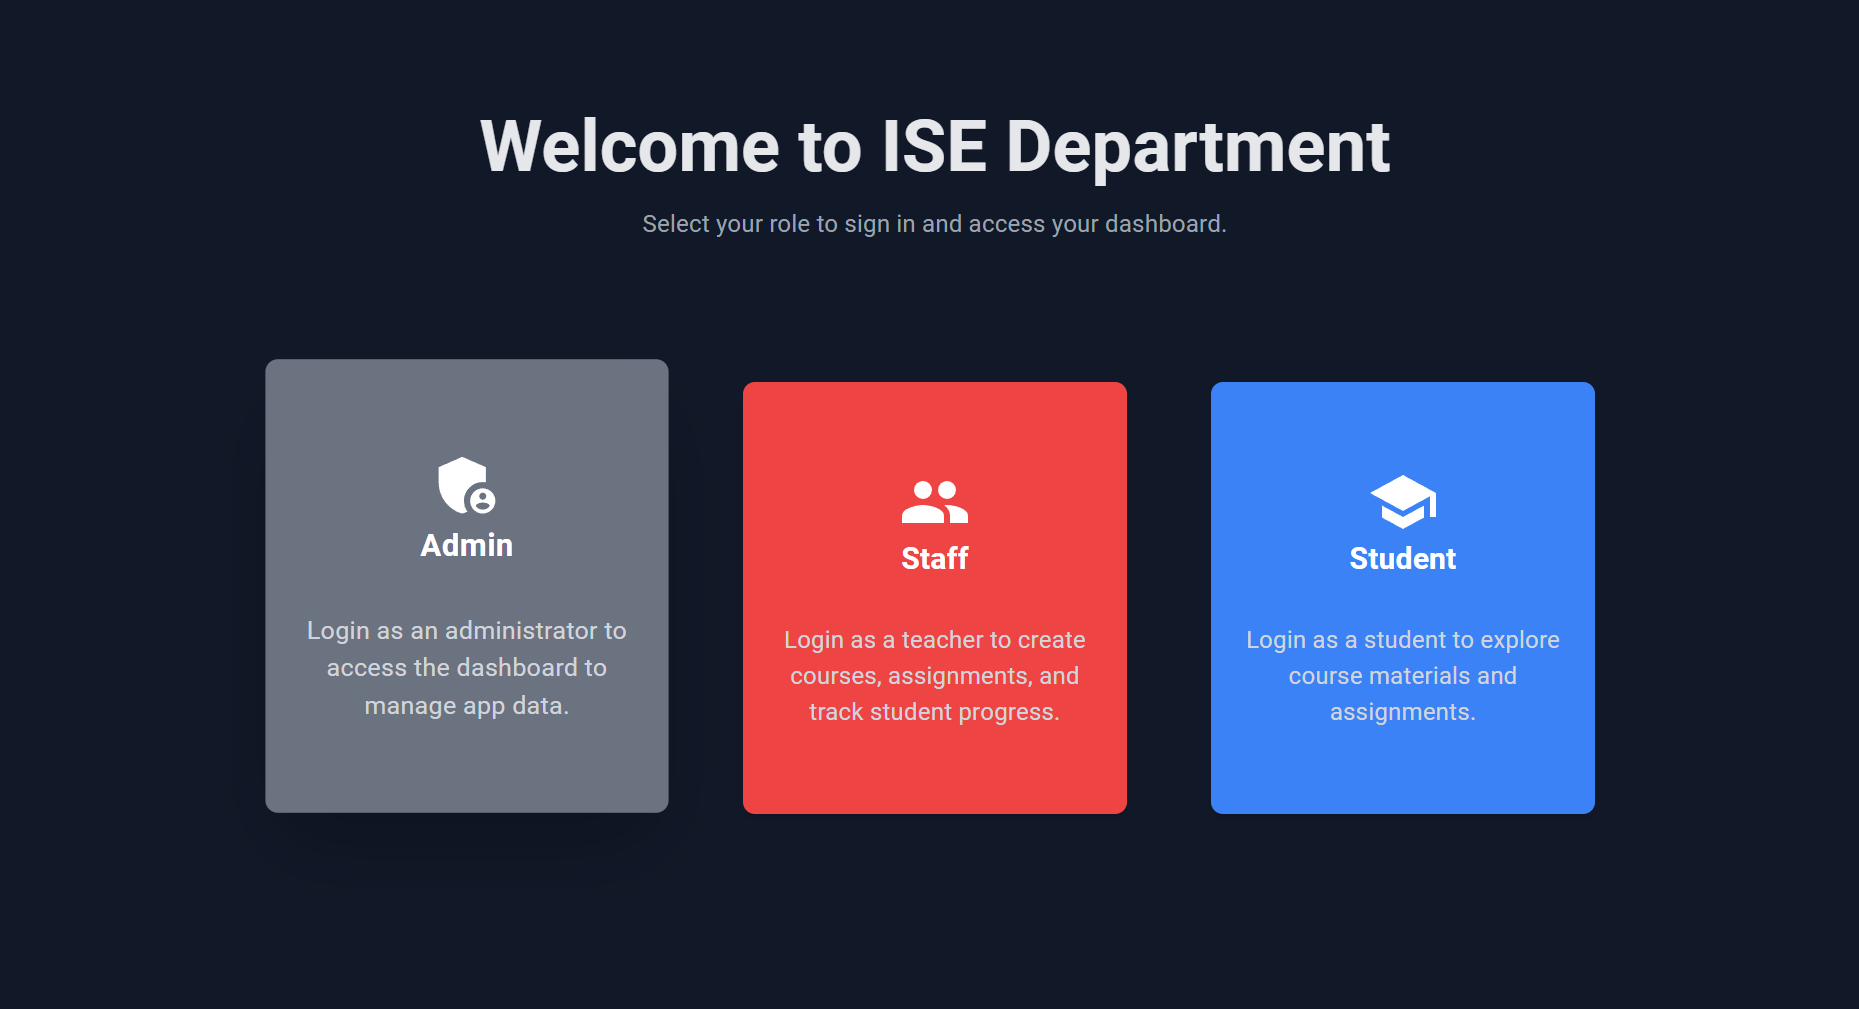 Welcome to ISE Department
Select your role to sign in and access your dashboard.
Admin
Login as an administrator to
access the dashboard to
manage app data.
Staff
Login as a teacher to create
courses, assignments, and
track student progress.
Student
Login as a student to explore
course materials and
assignments.